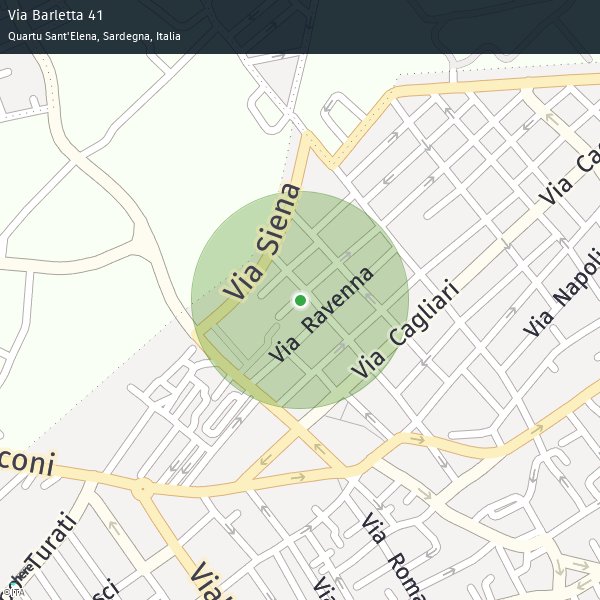 Via Barletta 41
Quartu Sant'Elena, Sardegna, Italia
Via Ca
Via Siena
Via Napoli
Via Ravenna
Via Cagliari
coni
Turati
Via Roma
Via
Via
sci
here